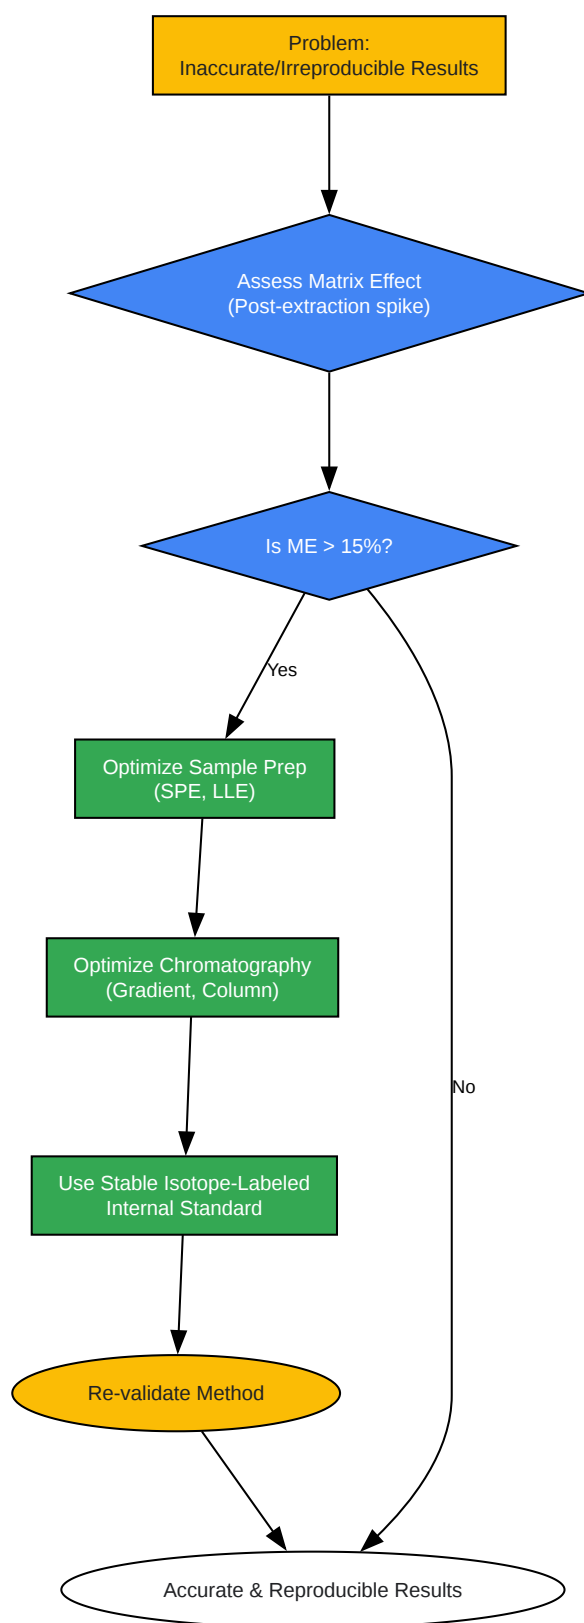 Problem:
Inaccurate/Irreproducible Results
Assess Matrix Effect
(Post-extraction spike)
Is ME > 15%?
Yes
Optimize Sample Prep
(SPE, LLE)
Optimize Chromatography
(Gradient, Column)
No
Use Stable Isotope-Labeled
Internal Standard
Re-validate Method
Accurate & Reproducible Results